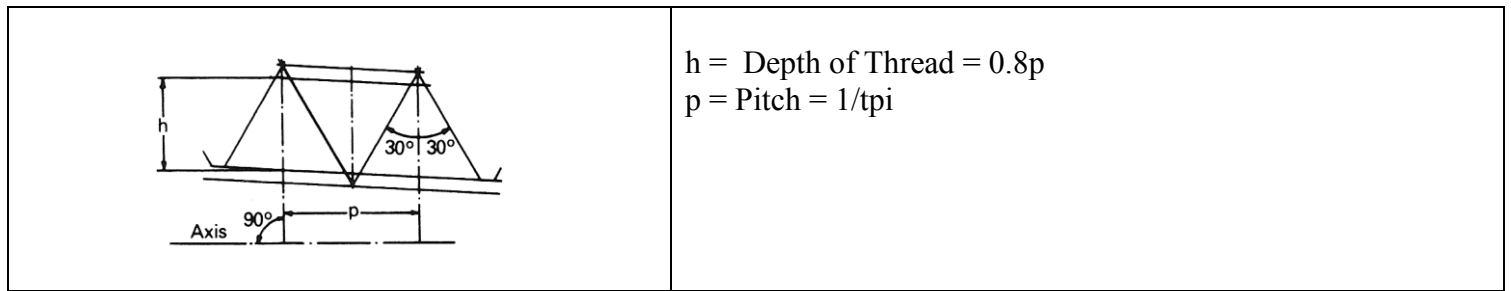 h
30° 30°
p
90°
Axis
h = Depth of Thread = 0.8p
p = Pitch = 1/tpi